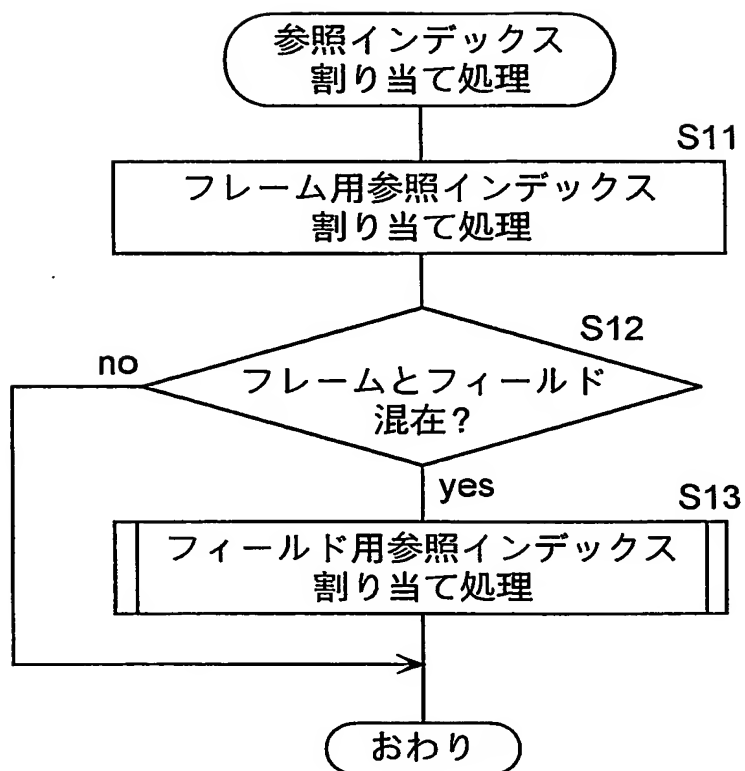 参照インデックス
割り当て処理
S11
フレーム用参照インデックス
割り当て処理
S12
no
フレームとフィールド
混在?
yes
S13
フィールド用参照インデックス
割り当て処理
おわり